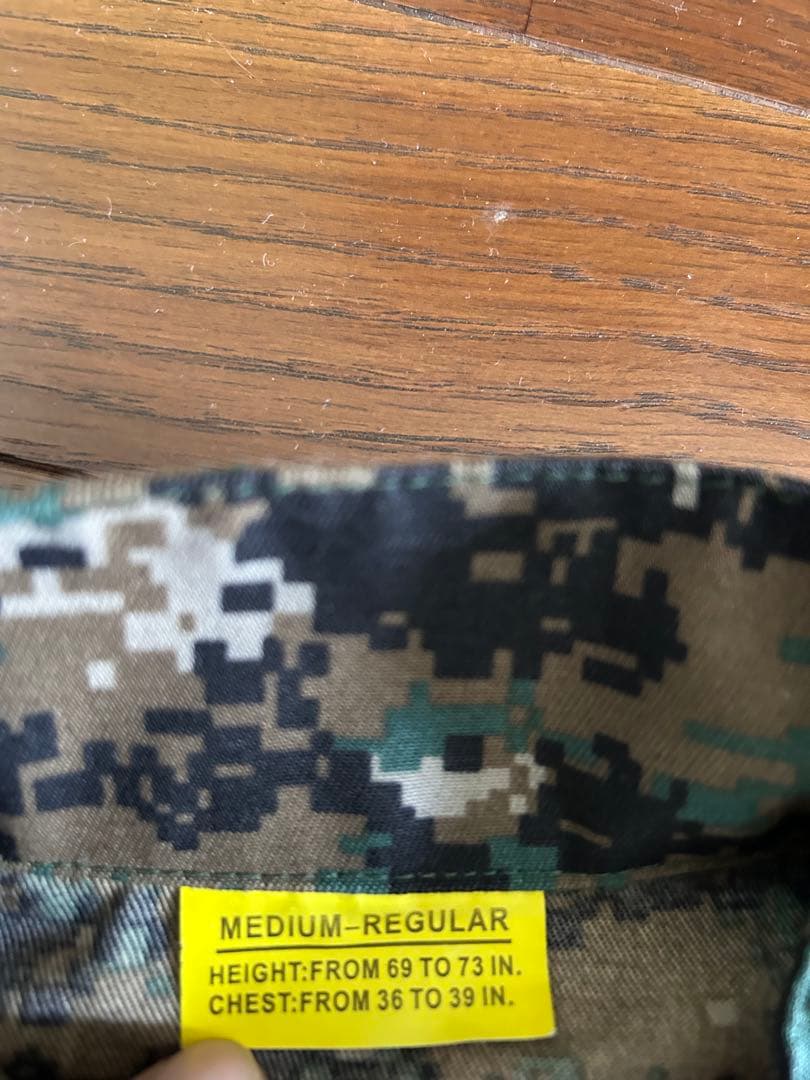 MEDIUM–REGULAR
HEIGHT:FROM 69 TO 73 IN.
CHEST:FROM 36 TO 39 IN.